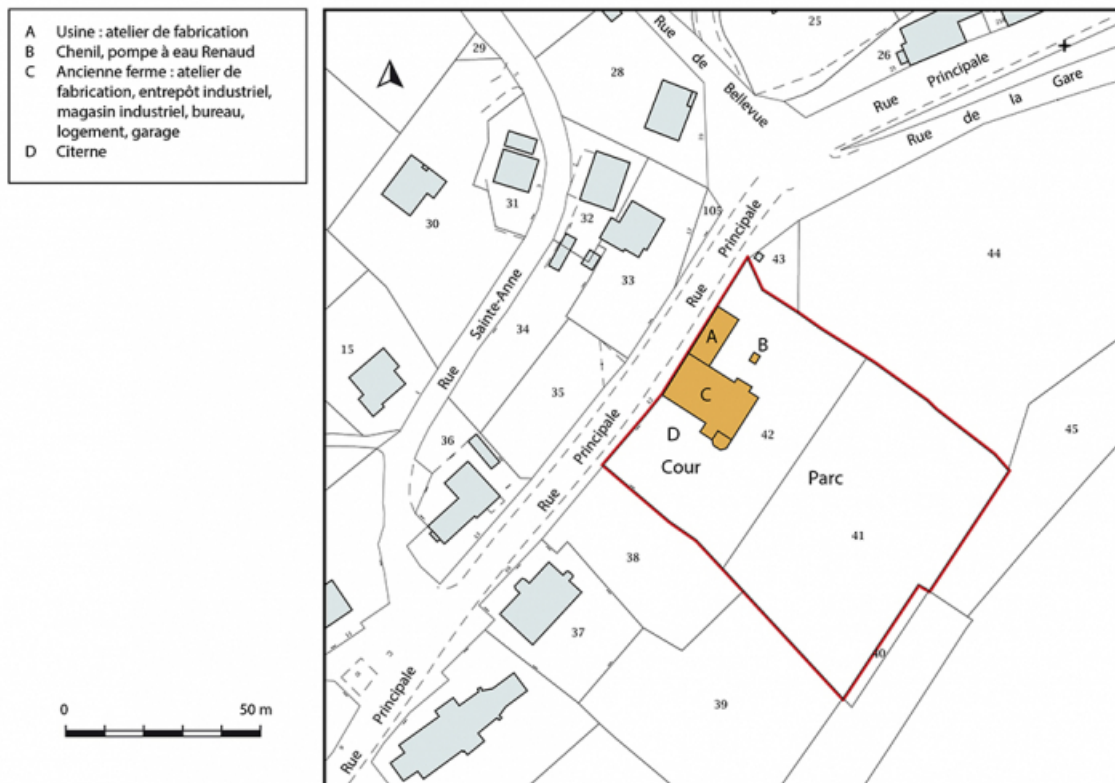 A Usine : atelier de fabrication
B Chenil, pompe à eau Renaud
C Ancienne ferme : atelier de
fabrication, entrepôt industriel,
magasin industriel, bureau,
logement, garage
D Citerne
0 50 m
29
28
25
26
Rue de Bellevue
Rue Principale
Rue de la Gare
30
31
32
105
33
43
44
Rue Sainte-Anne
Rue Principale
34
A
B
15
35
C
42
45
36
D
Cour
Rue Principale
Parc
41
38
37
40
39
Rue Principale